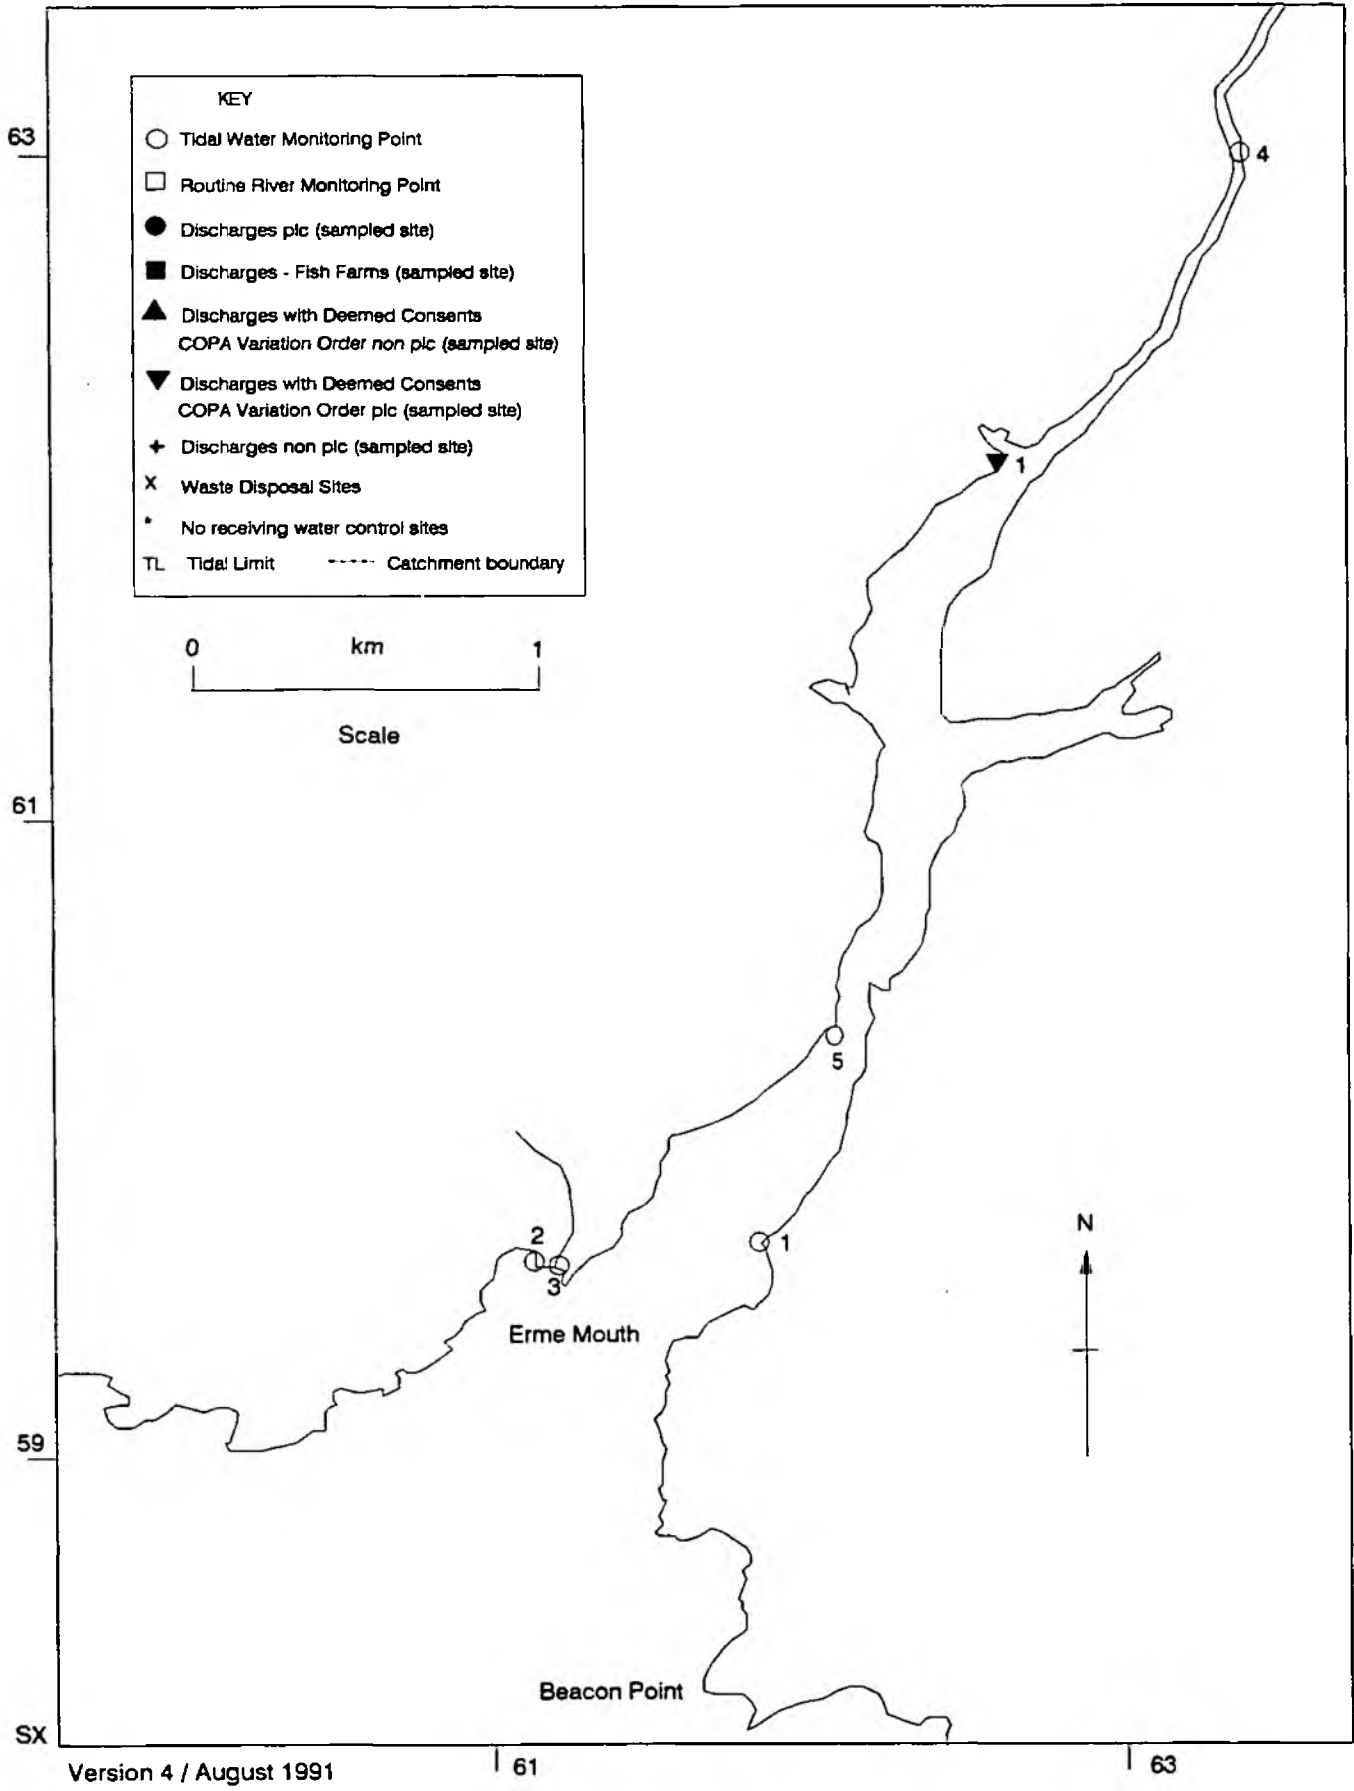 KEY
Tidal Water Monitoring Point
Routine River Monitoring Point
Discharges plc (sampled site)
Discharges - Fish Farms (sampled site)
Discharges with Deemed Consents
COPA Variation Order non plc (sampled site)
Discharges with Deemed Consents
COPA Variation Order plc (sampled site)
Discharges non plc (sampled site)
X Waste Disposal Sites
No receiving water control sites
TL Tidal Limit Catchment boundary
0 km 1
Scale
63
4
1
61
5
2
3
1
N
Erme Mouth
59
Beacon Point
SX
61
63
Version 4 / August 1991